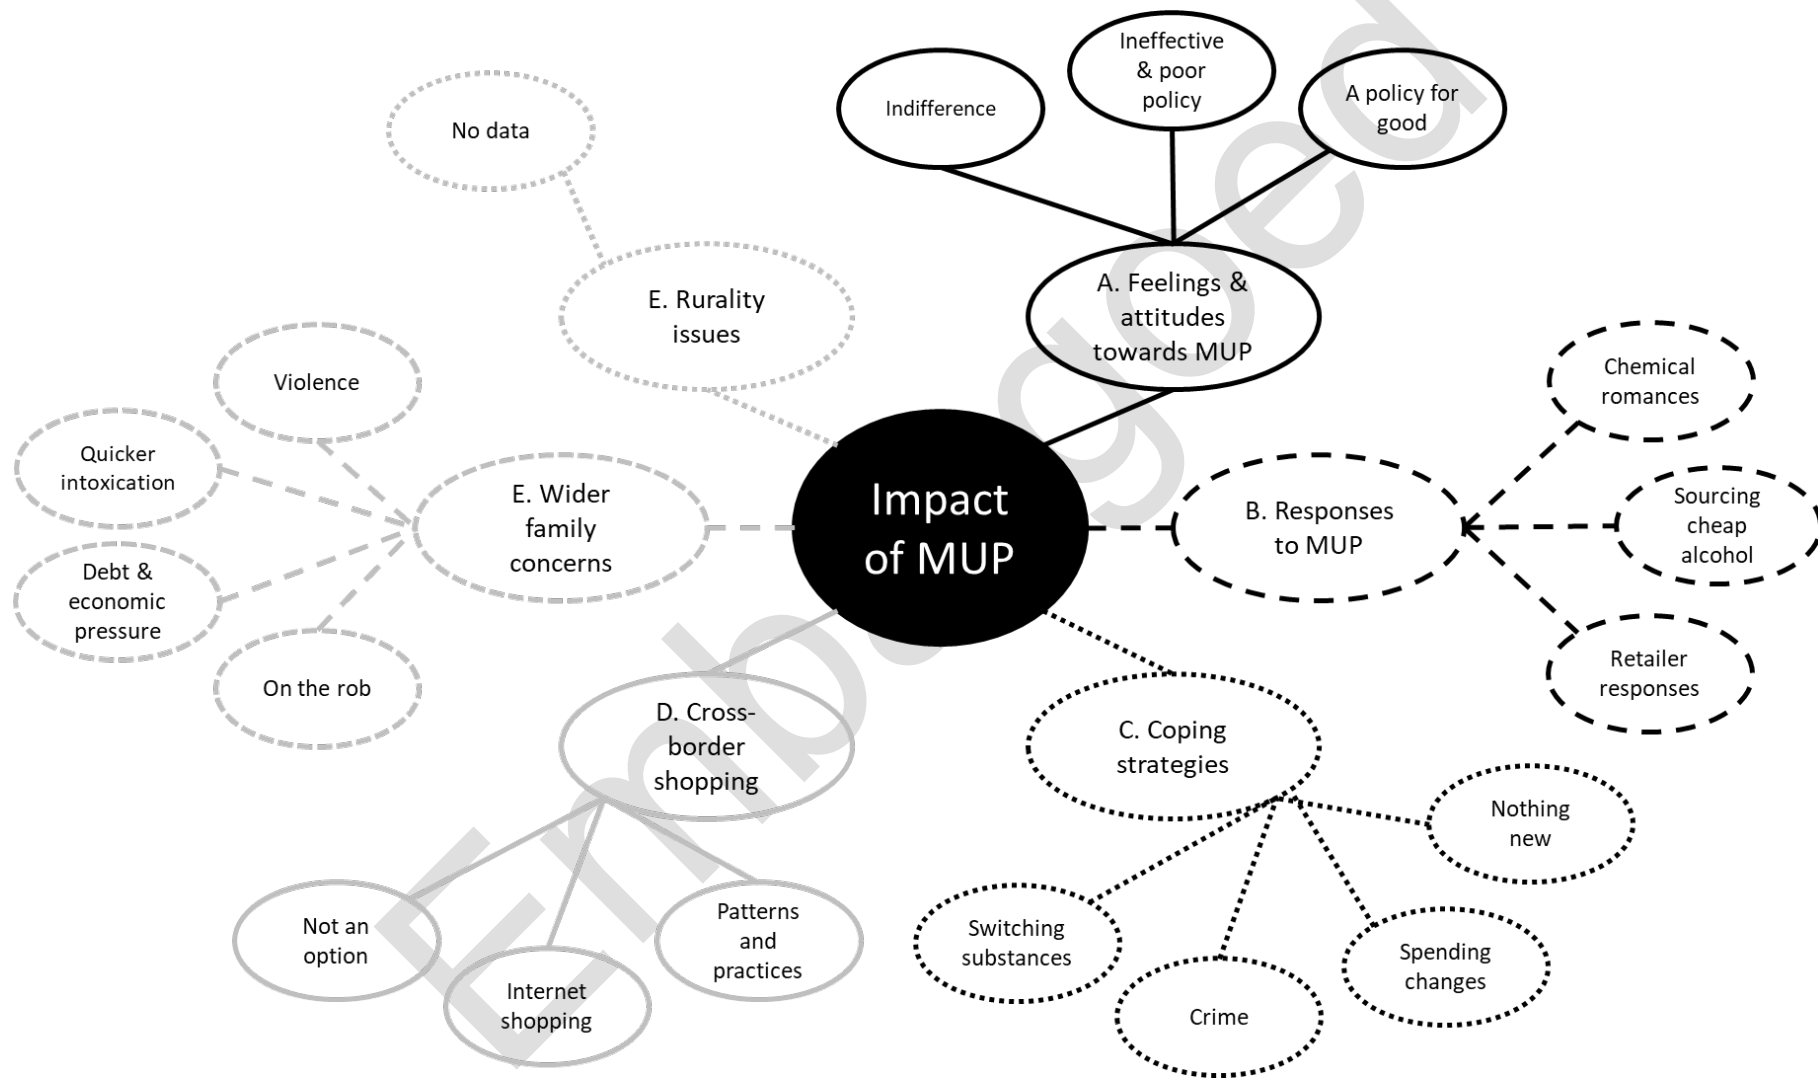 Impact
of MUP
A. Feelings &
attitudes
towards MUP
Indifference
Ineffective
& poor
policy
A policy for
good
B. Responses
to MUP
Chemical
romances
Sourcing
cheap
alcohol
Retailer
responses
C. Coping
strategies
Nothing
new
Spending
changes
Crime
Switching
substances
D. Cross-
border
shopping
Patterns
and
practices
Internet
shopping
Not an
option
E. Wider
family
concerns
On the rob
Debt &
economic
pressure
Quicker
intoxication
Violence
E. Rurality
issues
No data
Embargoed